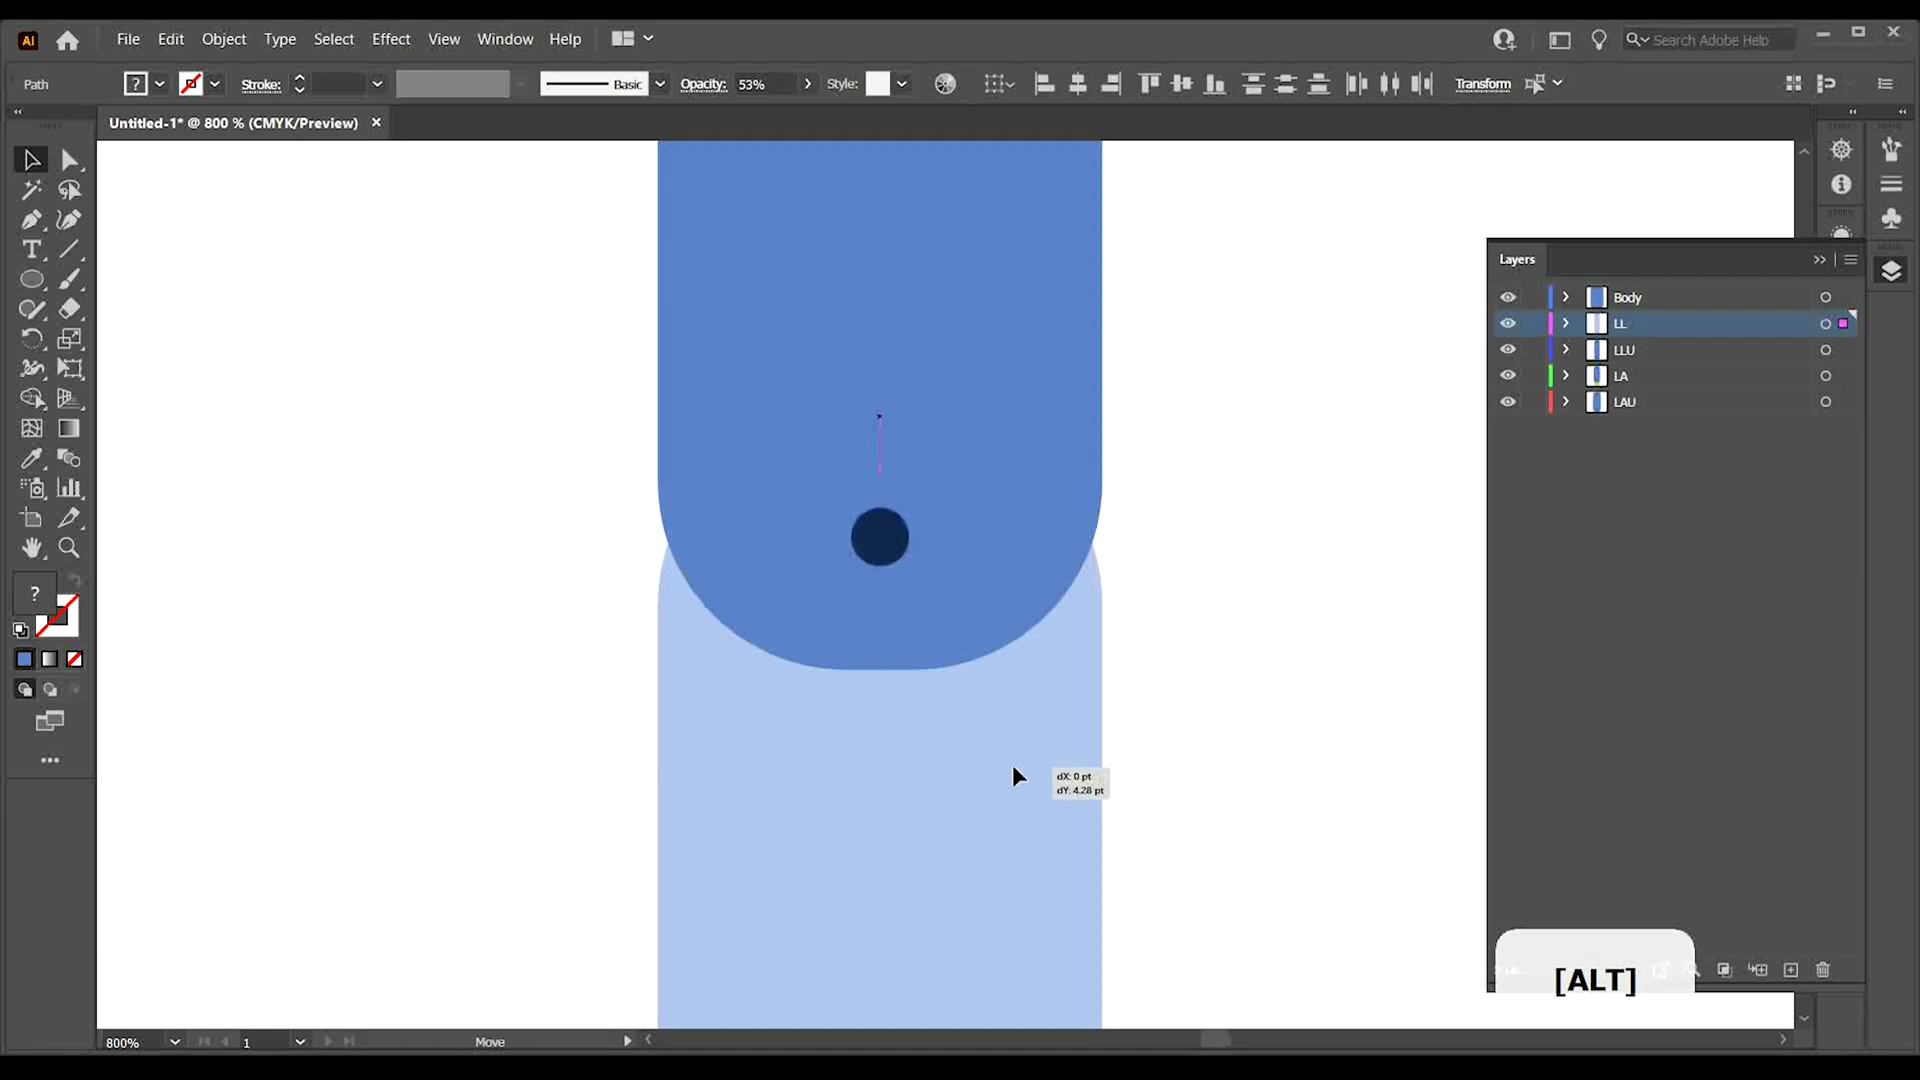 Ai File Edit Object Type Select Effect View Window Help Search Adobe Help
Path ? Stroke: Basic Opacity: 53% Style: Transform
Untitled-1* @ 800 % (CMYK/Preview) ×
Layers
Body
LL
LLU
LA
LAU
?
dX: 0 pt
dY: 4.28 pt
[ALT]
800% 1 Move